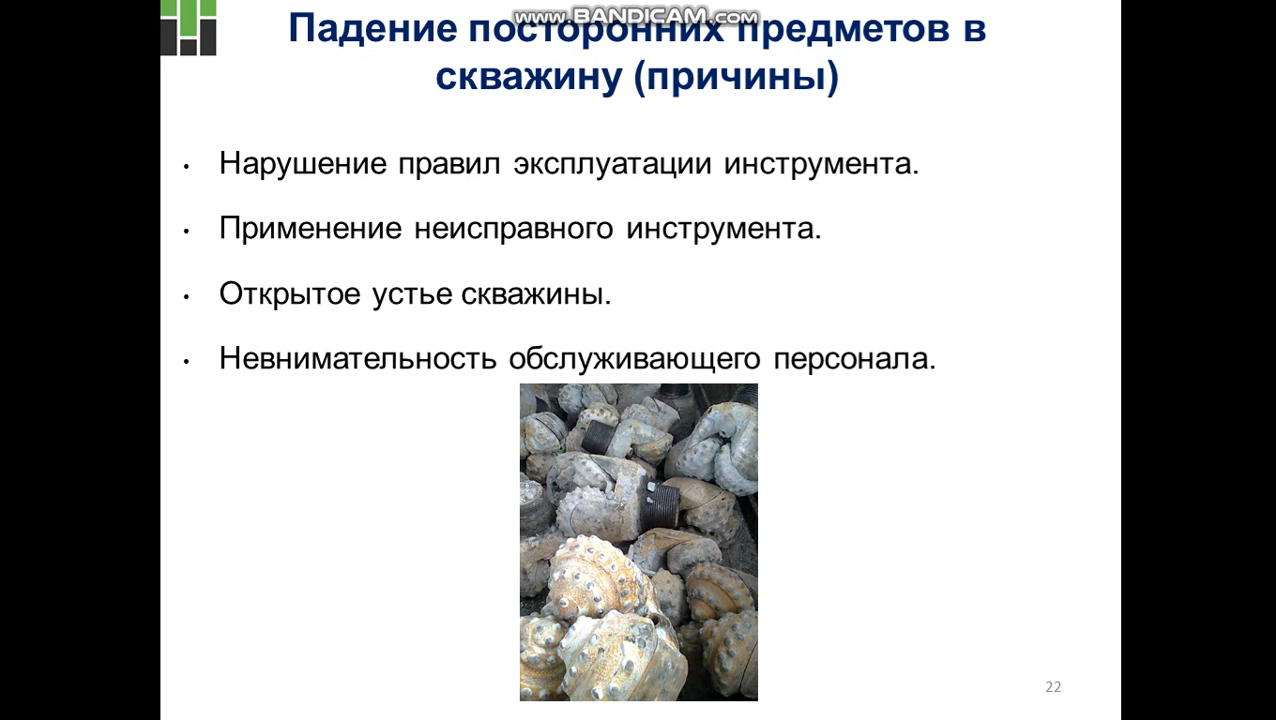 www.BANDICAM.com
Падение посторонних предметов в
скважину (причины)
• Нарушение правил эксплуатации инструмента.
• Применение неисправного инструмента.
• Открытое устье скважины.
• Невнимательность обслуживающего персонала.
22